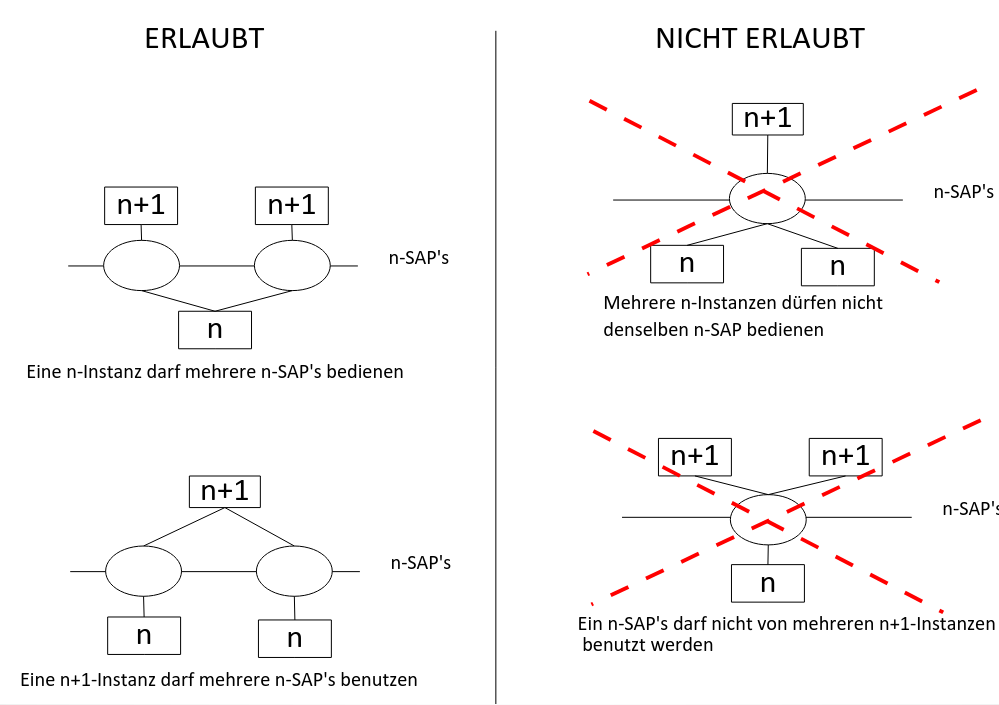 ERLAUBT
n+1
n+1
n-SAP's
n
Eine n-Instanz darf mehrere n-SAP's bedienen
n+1
n-SAP's
n
n
Eine n+1-Instanz darf mehrere n-SAP's benutzen
NICHT ERLAUBT
n+1
n-SAP's
n
n
Mehrere n-Instanzen dürfen nicht
denselben n-SAP bedienen
n+1
n+1
n-SAP's
n
Ein n-SAP's darf nicht von mehreren n+1-Instanzen
benutzt werden